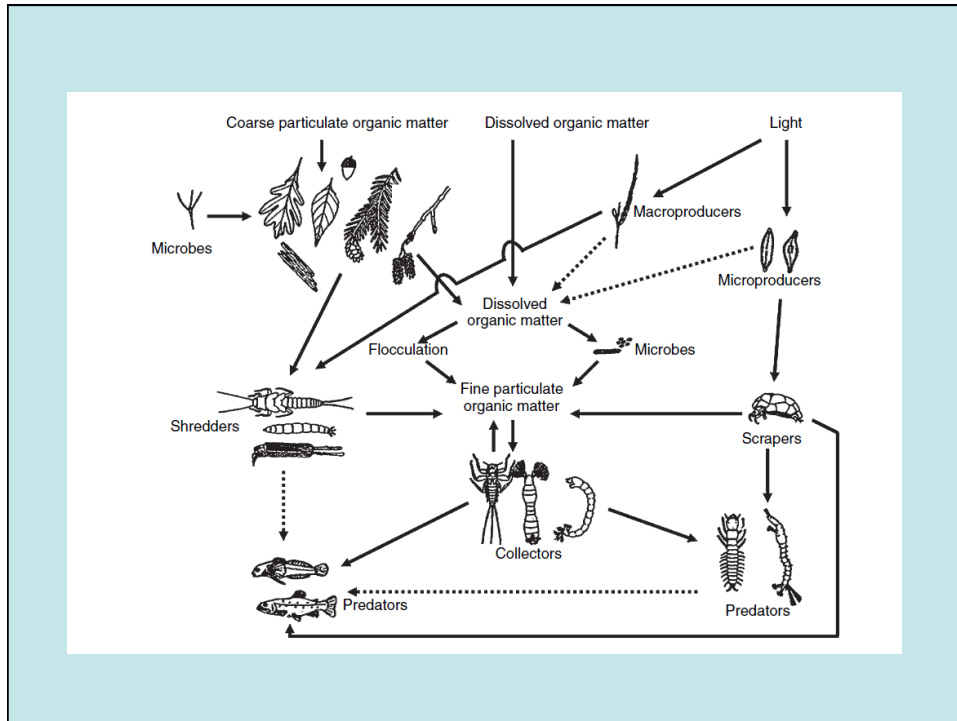 Coarse particulate organic matter
Dissolved organic matter
Light
Microbes
Macroproducers
Microproducers
Dissolved
organic matter
Flocculation
Microbes
Fine particulate
organic matter
Shredders
Scrapers
Collectors
Predators
Predators